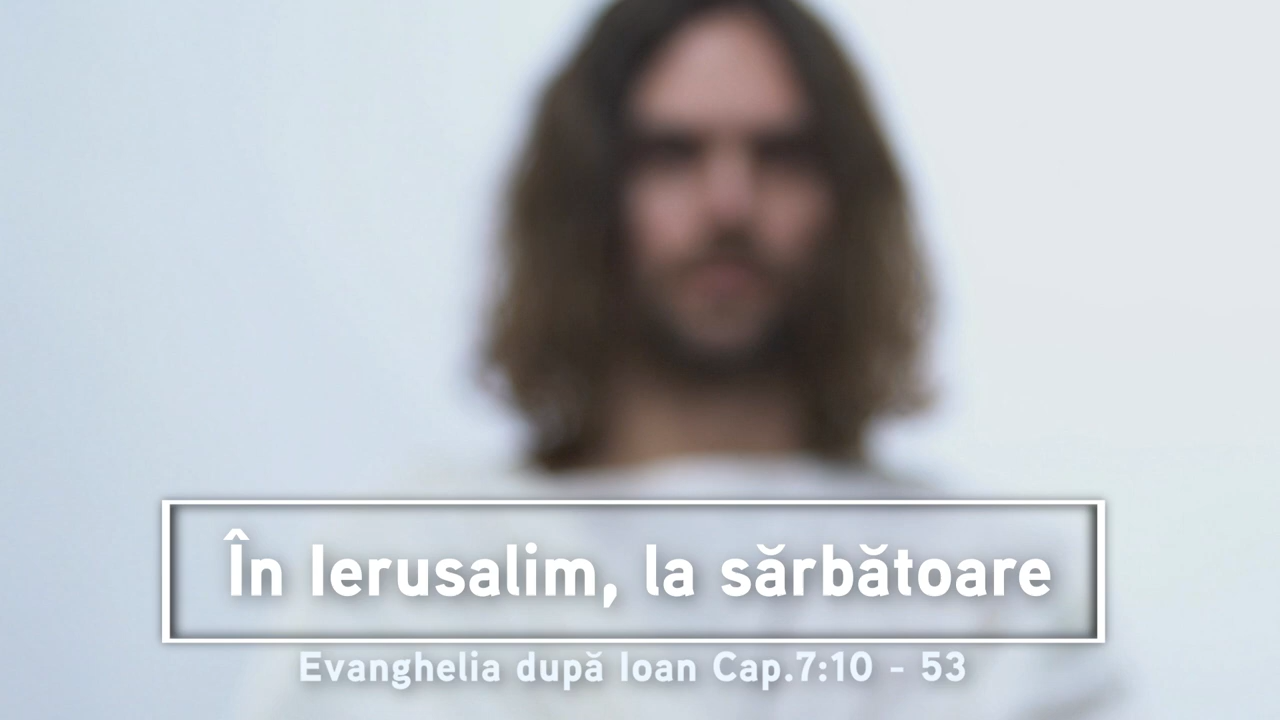 În Ierusalim, la sărbătoare
Evanghelia după Ioan Cap.7:10 - 53